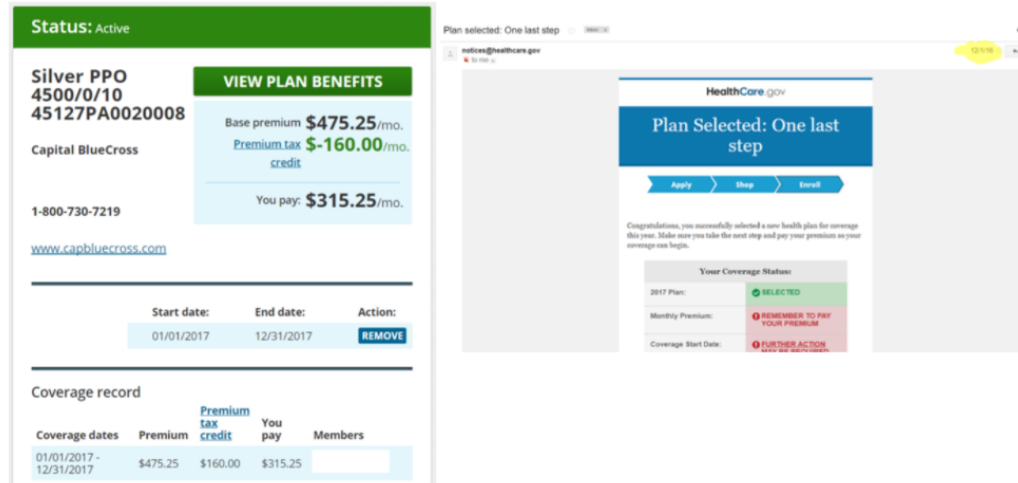 Status: Active
Silver PPO
4500/0/10
45127PA0020008
Capital BlueCross
1-800-730-7219
www.capbluecross.com
VIEW PLAN BENEFITS
Base premium $475.25/mo.
Premium tax $-160.00/mo.
credit
You pay: $315.25/mo.
Start date: End date: Action:
01/01/2017 12/31/2017 REMOVE
Coverage record
Coverage dates Premium Premium tax credit You pay Members
01/01/2017 -
12/31/2017 $475.25 $160.00 $315.25
Plan selected: One last step Inbox x
notices@healthcare.gov 12/1/16
to me
HealthCare.gov
Plan Selected: One last
step
Apply Shop Enroll
Congratulations, you successfully selected a new health plan for coverage
this year. Make sure you take the next step and pay your premium so your
coverage can begin.
Your Coverage Status:
2017 Plan: SELECTED
Monthly Premium: REMEMBER TO PAY
YOUR PREMIUM
Coverage Start Date: FURTHER ACTION
MAY BE REQUIRED